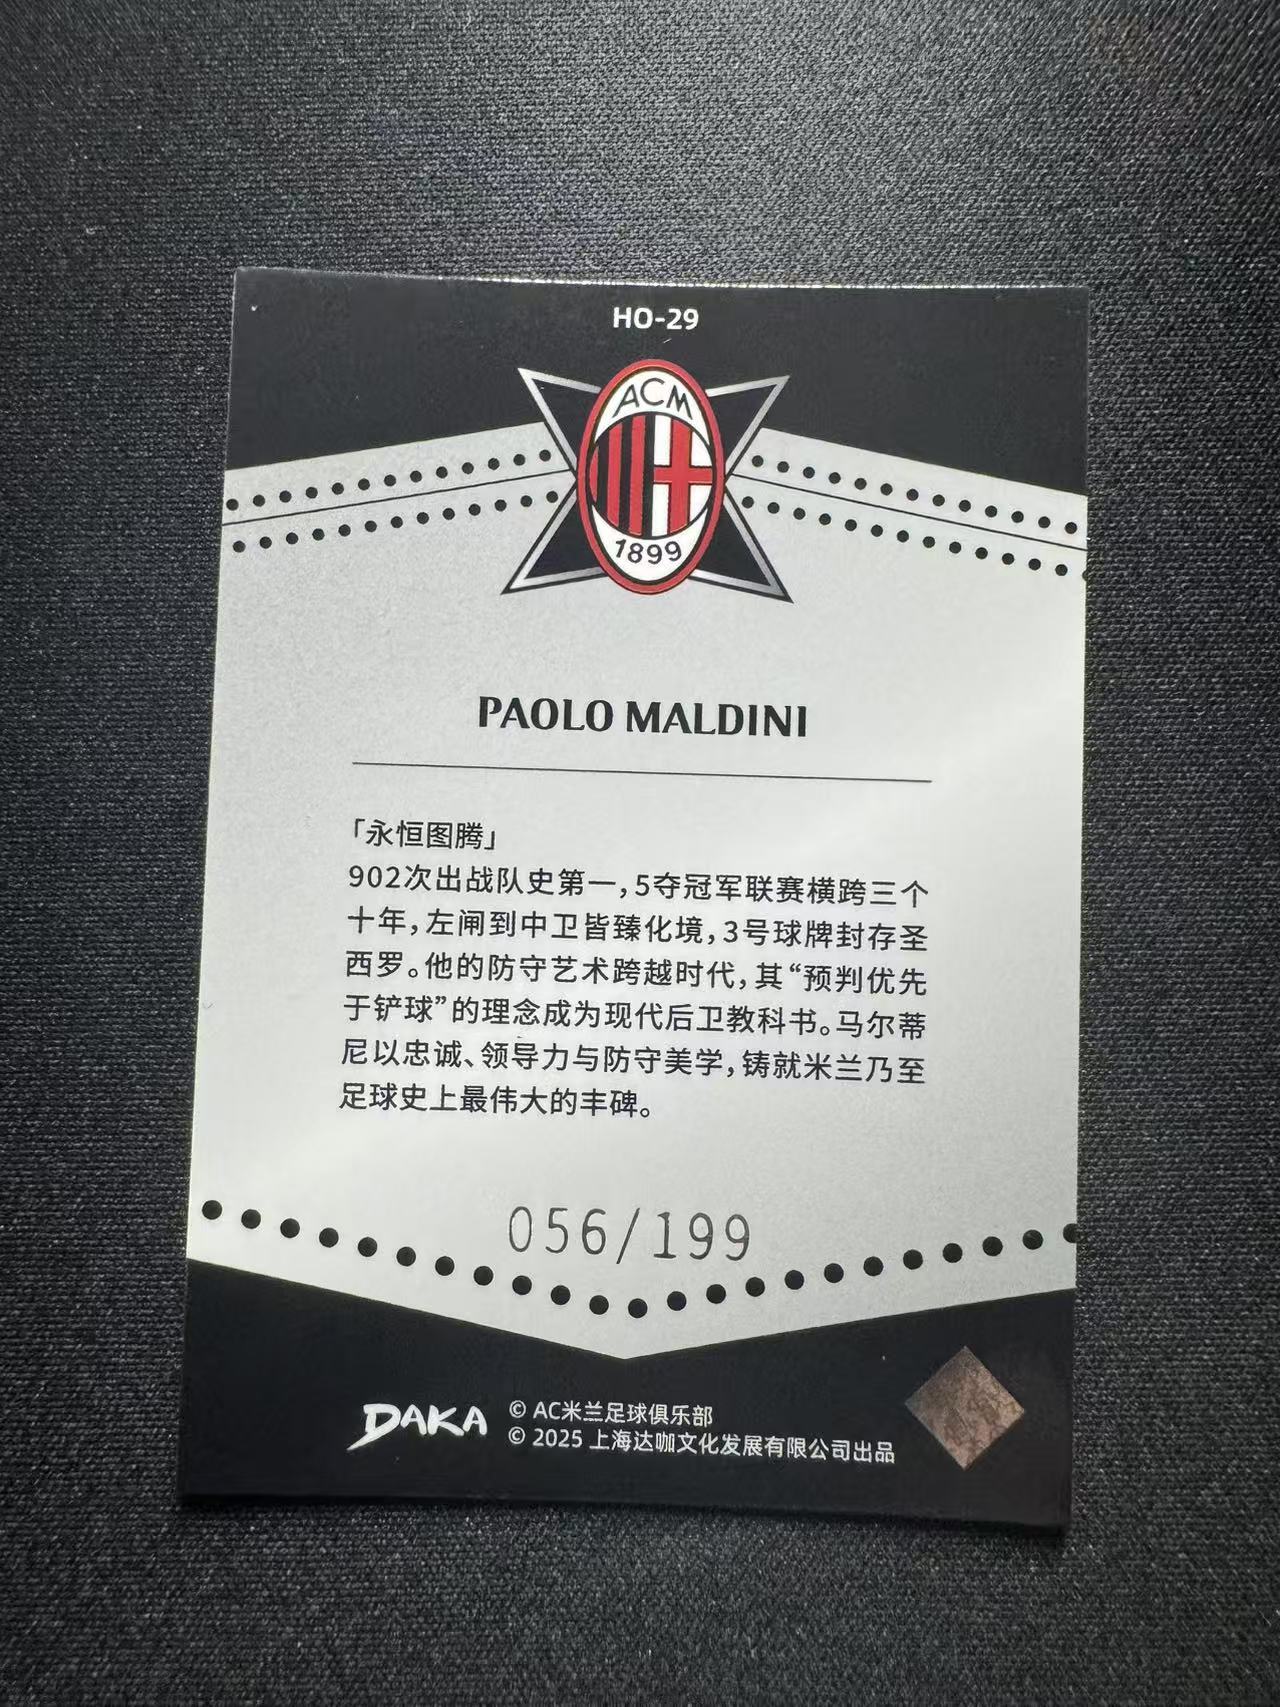 HO-29
ACM
1899
PAOLO MALDINI
「永恒图腾」
902次出战队史第一，5夺冠军联赛横跨三个
十年，左闸到中卫皆臻化境，3号球牌封存圣
西罗。他的防守艺术跨越时代，其“预判优先
于铲球”的理念成为现代后卫教科书。马尔蒂
尼以忠诚、领导力与防守美学，铸就米兰乃至
足球史上最伟大的丰碑。
056/199
DAKA
© AC米兰足球俱乐部
© 2025 上海达咖文化发展有限公司出品